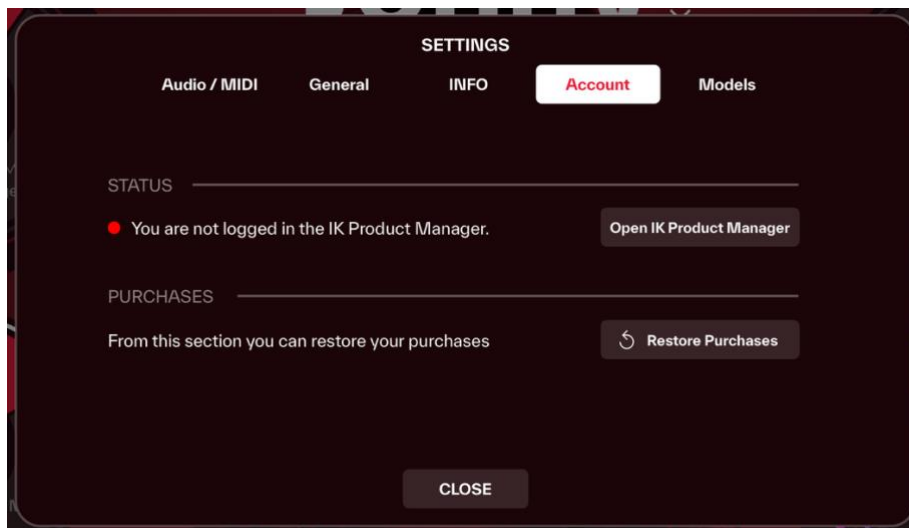 SETTINGS
Audio / MIDI General INFO Account Models
STATUS
You are not logged in the IK Product Manager. Open IK Product Manager
PURCHASES
From this section you can restore your purchases Restore Purchases
CLOSE